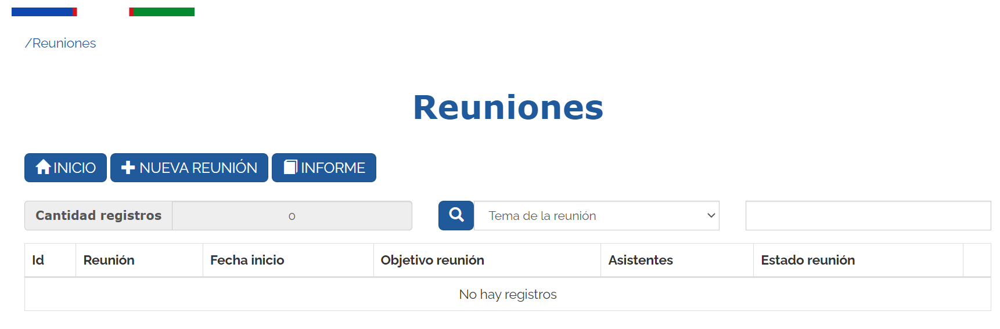 /Reuniones
Reuniones
INICIO NUEVA REUNIÓN INFORME
Cantidad registros 0 Tema de la reunión
Id Reunión Fecha inicio Objetivo reunión Asistentes Estado reunión
No hay registros